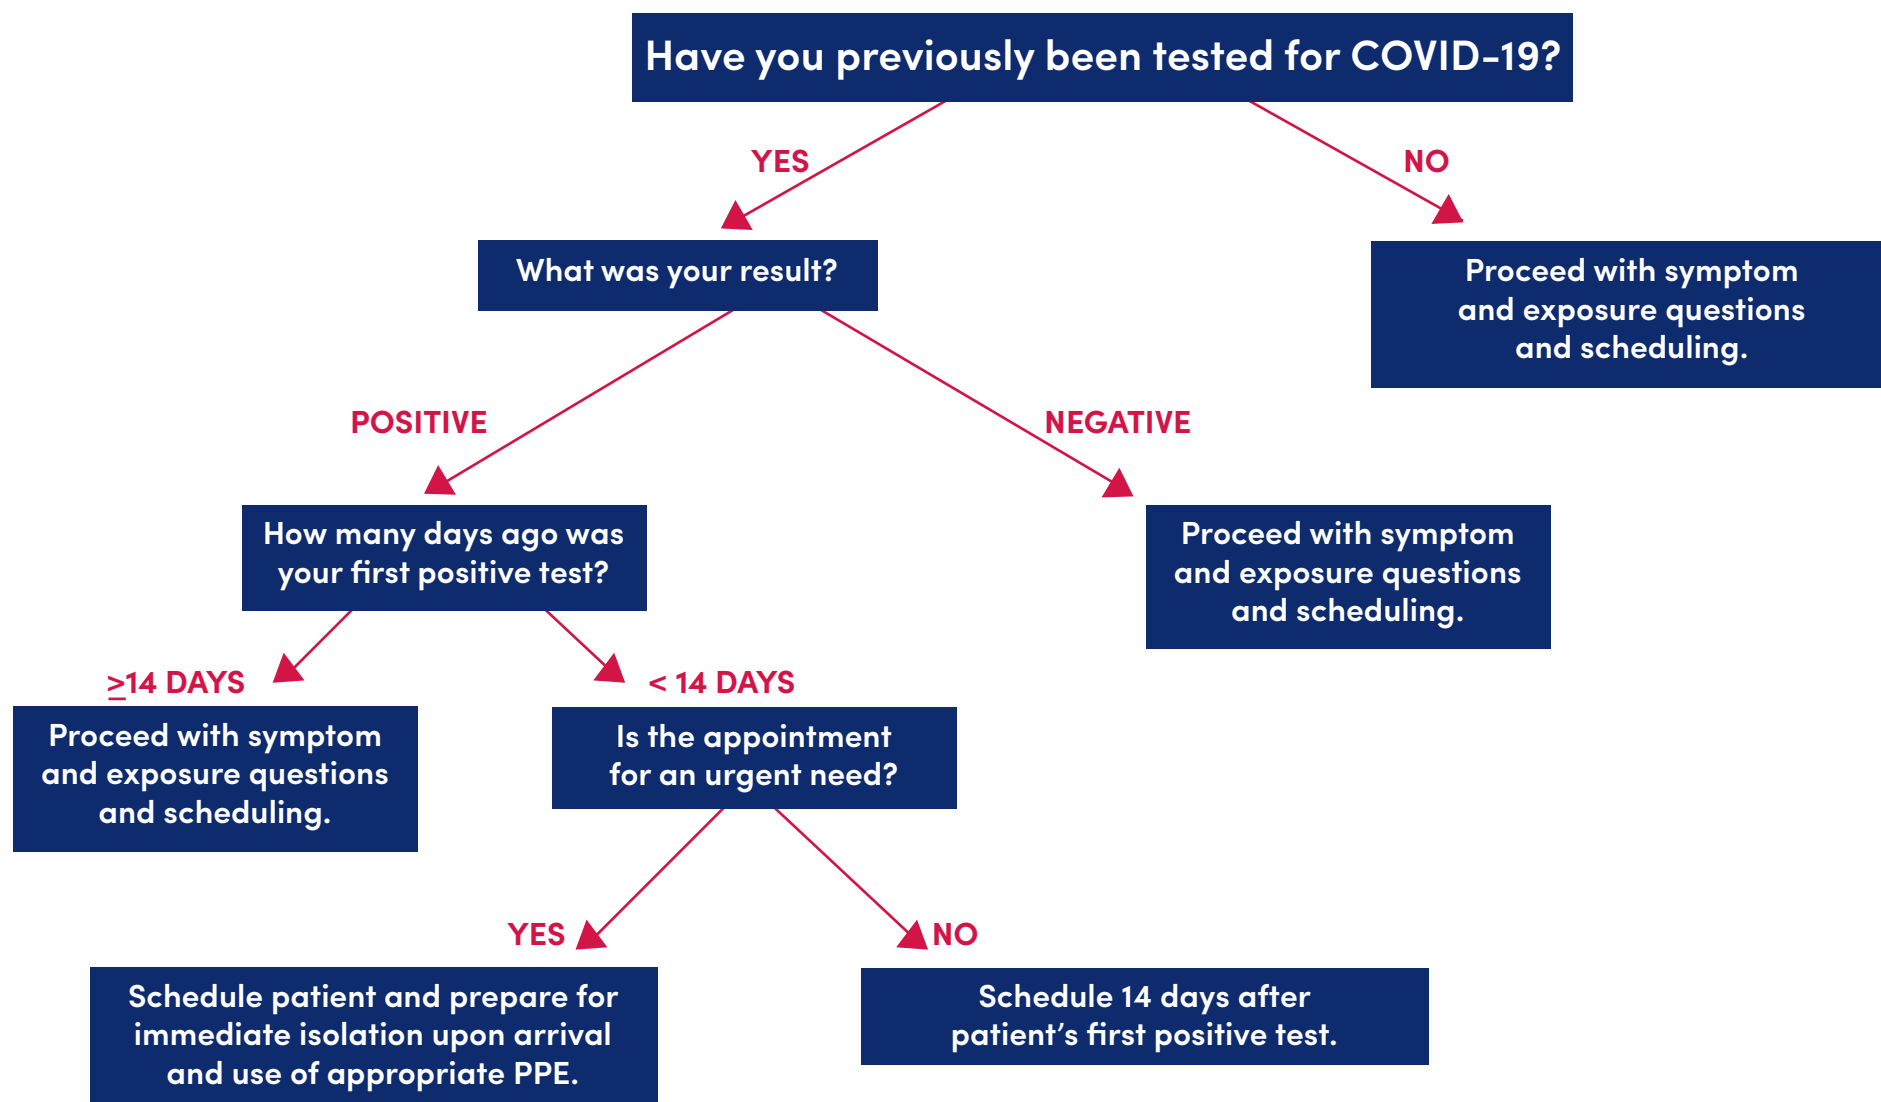 Have you previously been tested for COVID-19?
YES
NO
What was your result?
Proceed with symptom
and exposure questions
and scheduling.
POSITIVE
NEGATIVE
How many days ago was
your first positive test?
Proceed with symptom
and exposure questions
and scheduling.
≥14 DAYS
< 14 DAYS
Proceed with symptom
and exposure questions
and scheduling.
Is the appointment
for an urgent need?
YES
NO
Schedule patient and prepare for
immediate isolation upon arrival
and use of appropriate PPE.
Schedule 14 days after
patient’s first positive test.